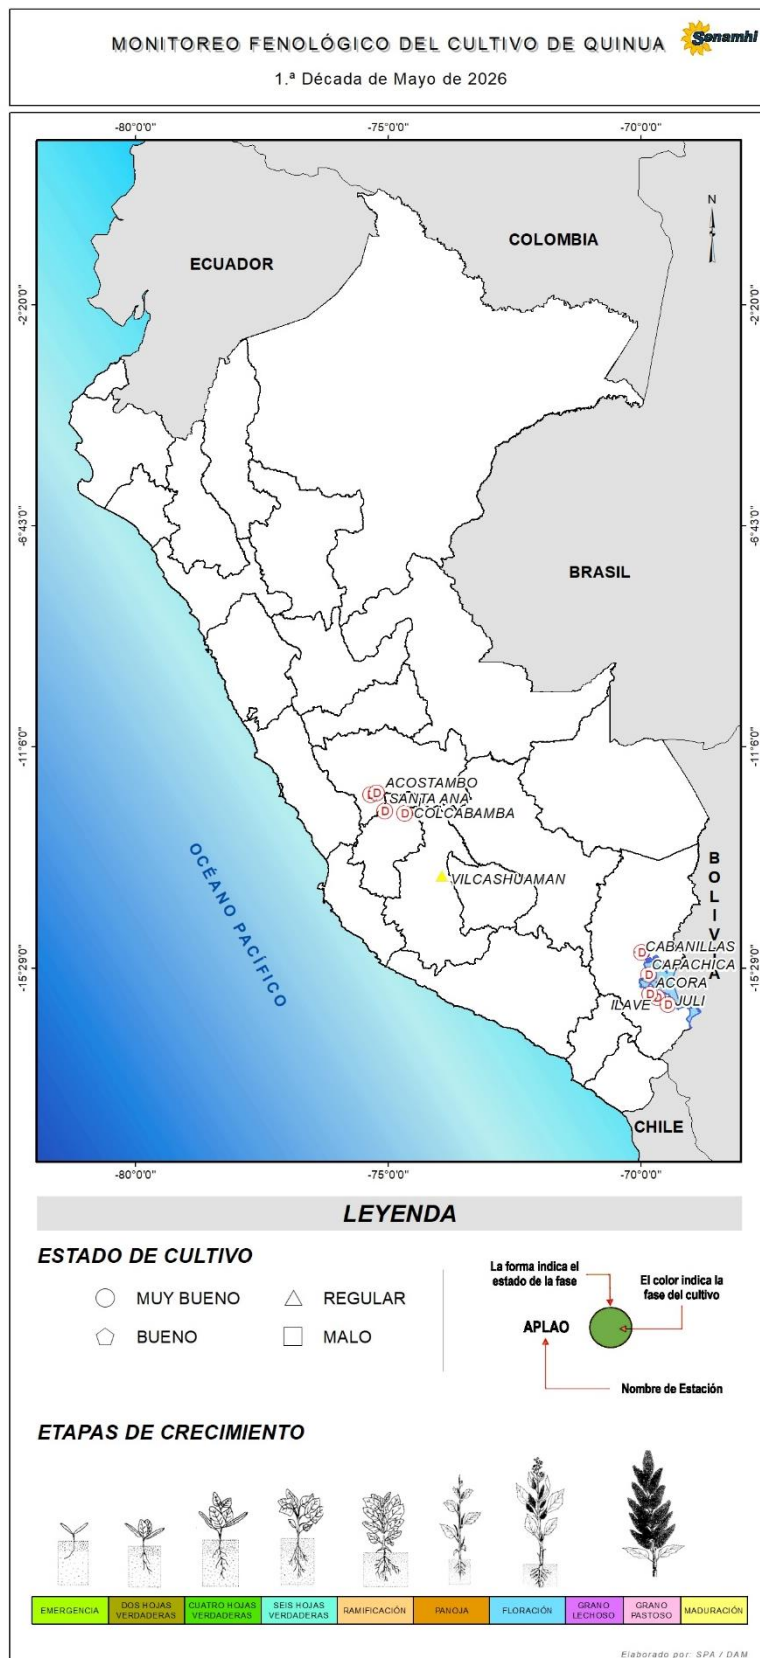 MONITOREO FENOLÓGICO DEL CULTIVO DE QUINUA
Senamhi
1.ª Década de Mayo de 2026
-80°0'0" -75°0'0" -70°0'0"
N
COLOMBIA
ECUADOR
-2°20'0" -2°20'0"
-6°43'0" -6°43'0"
BRASIL
-11°6'0" -11°6'0"
ACOSTAMBO
D
SANTA ANA
D D COLCABAMBA
OCÉANO PACÍFICO
VILCASHUAMAN
BOLIVIA
D CABANILLAS
-15°29'0" -15°29'0"
D CAPACHICA
ACORA
D D
ILAVE D JULI
CHILE
-80°0'0" -75°0'0" -70°0'0"
LEYENDA
ESTADO DE CULTIVO
MUY BUENO REGULAR
BUENO MALO
La forma indica el
estado de la fase
El color indica la
fase del cultivo
APLAO
Nombre de Estación
ETAPAS DE CRECIMIENTO
EMERGENCIA
DOS HOJAS
VERDADERAS
CUATRO HOJAS
VERDADERAS
SEIS HOJAS
VERDADERAS
RAMIFICACIÓN
PANOJA
FLORACIÓN
GRANO
LECHOSO
GRANO
PASTOSO
MADURACIÓN
Elaborado por: SPA / DAM